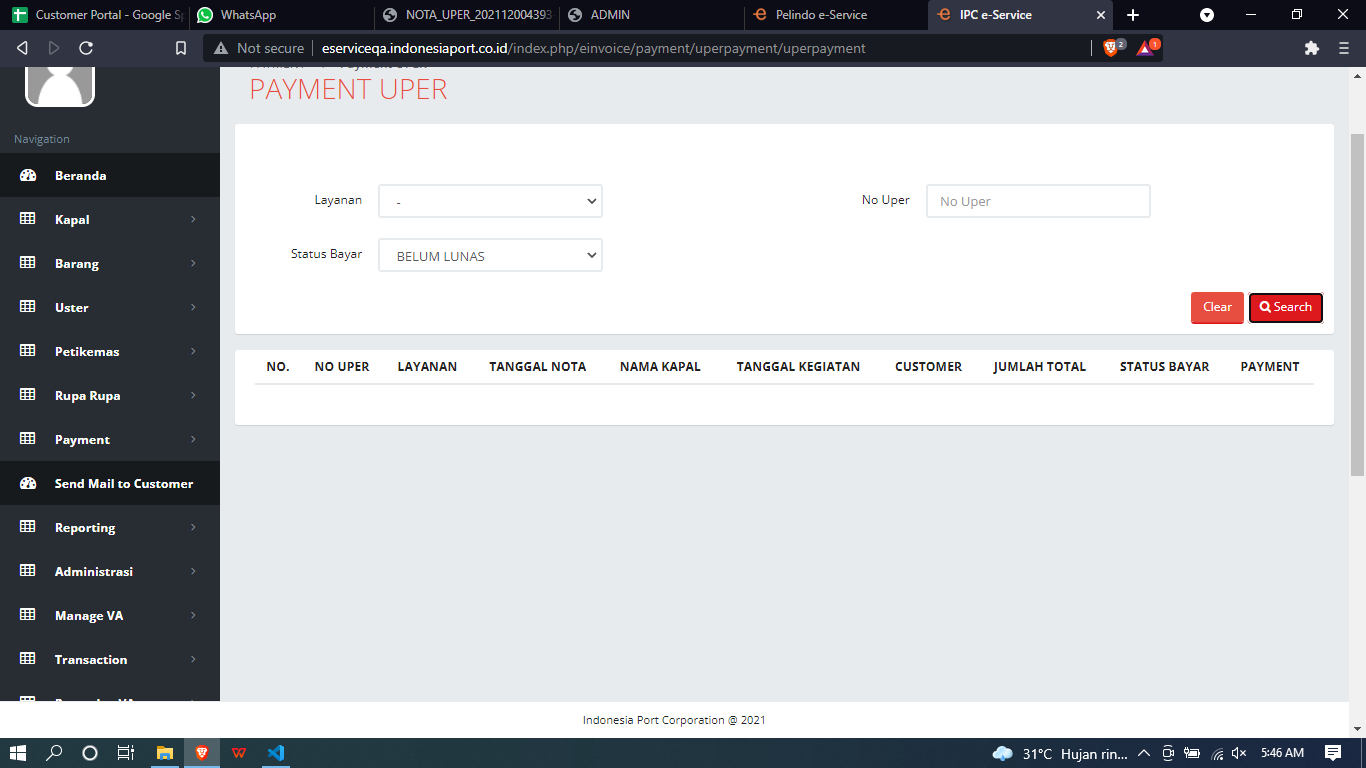 Customer Portal - Google Sp
WhatsApp
NOTA_UPER_202112004393
ADMIN
Pelindo e-Service
IPC e-Service
Not secure
eserviceqa.indonesiaport.co.id/index.php/einvoice/payment/uperpayment/uperpayment
2
1
PAYMENT UPER
Navigation
Beranda
Kapal
Barang
Uster
Petikemas
Rupa Rupa
Payment
Send Mail to Customer
Reporting
Administrasi
Manage VA
Transaction
Layanan
-
No Uper
No Uper
Status Bayar
BELUM LUNAS
Clear
Search
NO. NO UPER LAYANAN TANGGAL NOTA NAMA KAPAL TANGGAL KEGIATAN CUSTOMER JUMLAH TOTAL STATUS BAYAR PAYMENT
Indonesia Port Corporation @ 2021
31°C Hujan rin...
5:46 AM